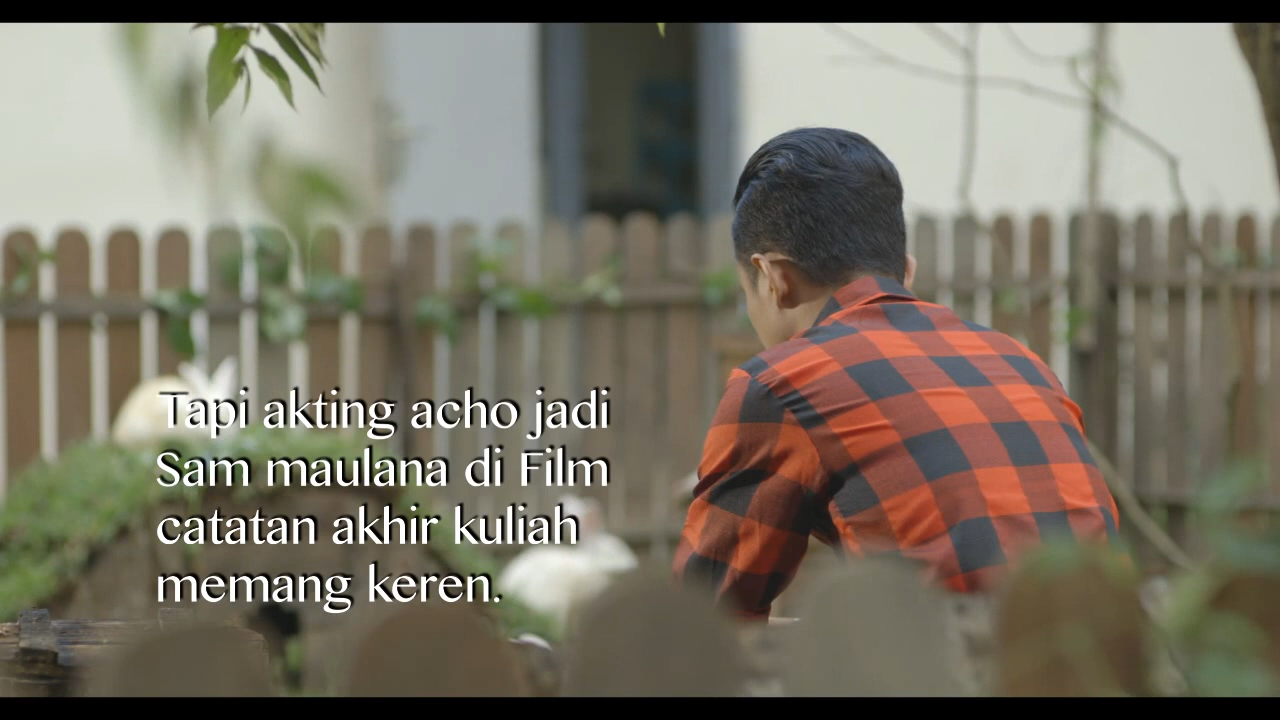 Tapi akting acho jadi
Sam maulana di Film
catatan akhir kuliah
memang keren.